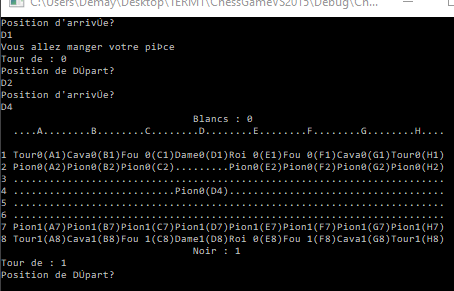 C:\Users\Demay\Desktop\TERMT\ChessGameVS2015\Debug\Ch...
Position d'arrivÚe?
D1
Vous allez manger votre piÞce
Tour de : 0
Position de DÚpart?
D2
Position d'arrivÚe?
D4
Blancs : 0
....A........B........C........D........E........F........G........H....
1 Tour0(A1)Cava0(B1)Fou 0(C1)Dame0(D1)Roi 0(E1)Fou 0(F1)Cava0(G1)Tour0(H1)
2 Pion0(A2)Pion0(B2)Pion0(C2).........Pion0(E2)Pion0(F2)Pion0(G2)Pion0(H2)
3 ........................................................................
4 ...........................Pion0(D4)....................................
5 ........................................................................
6 ........................................................................
7 Pion1(A7)Pion1(B7)Pion1(C7)Pion1(D7)Pion1(E7)Pion1(F7)Pion1(G7)Pion1(H7)
8 Tour1(A8)Cava1(B8)Fou 1(C8)Dame1(D8)Roi 0(E8)Fou 1(F8)Cava1(G8)Tour1(H8)
Noir : 1
Tour de : 1
Position de DÚpart?